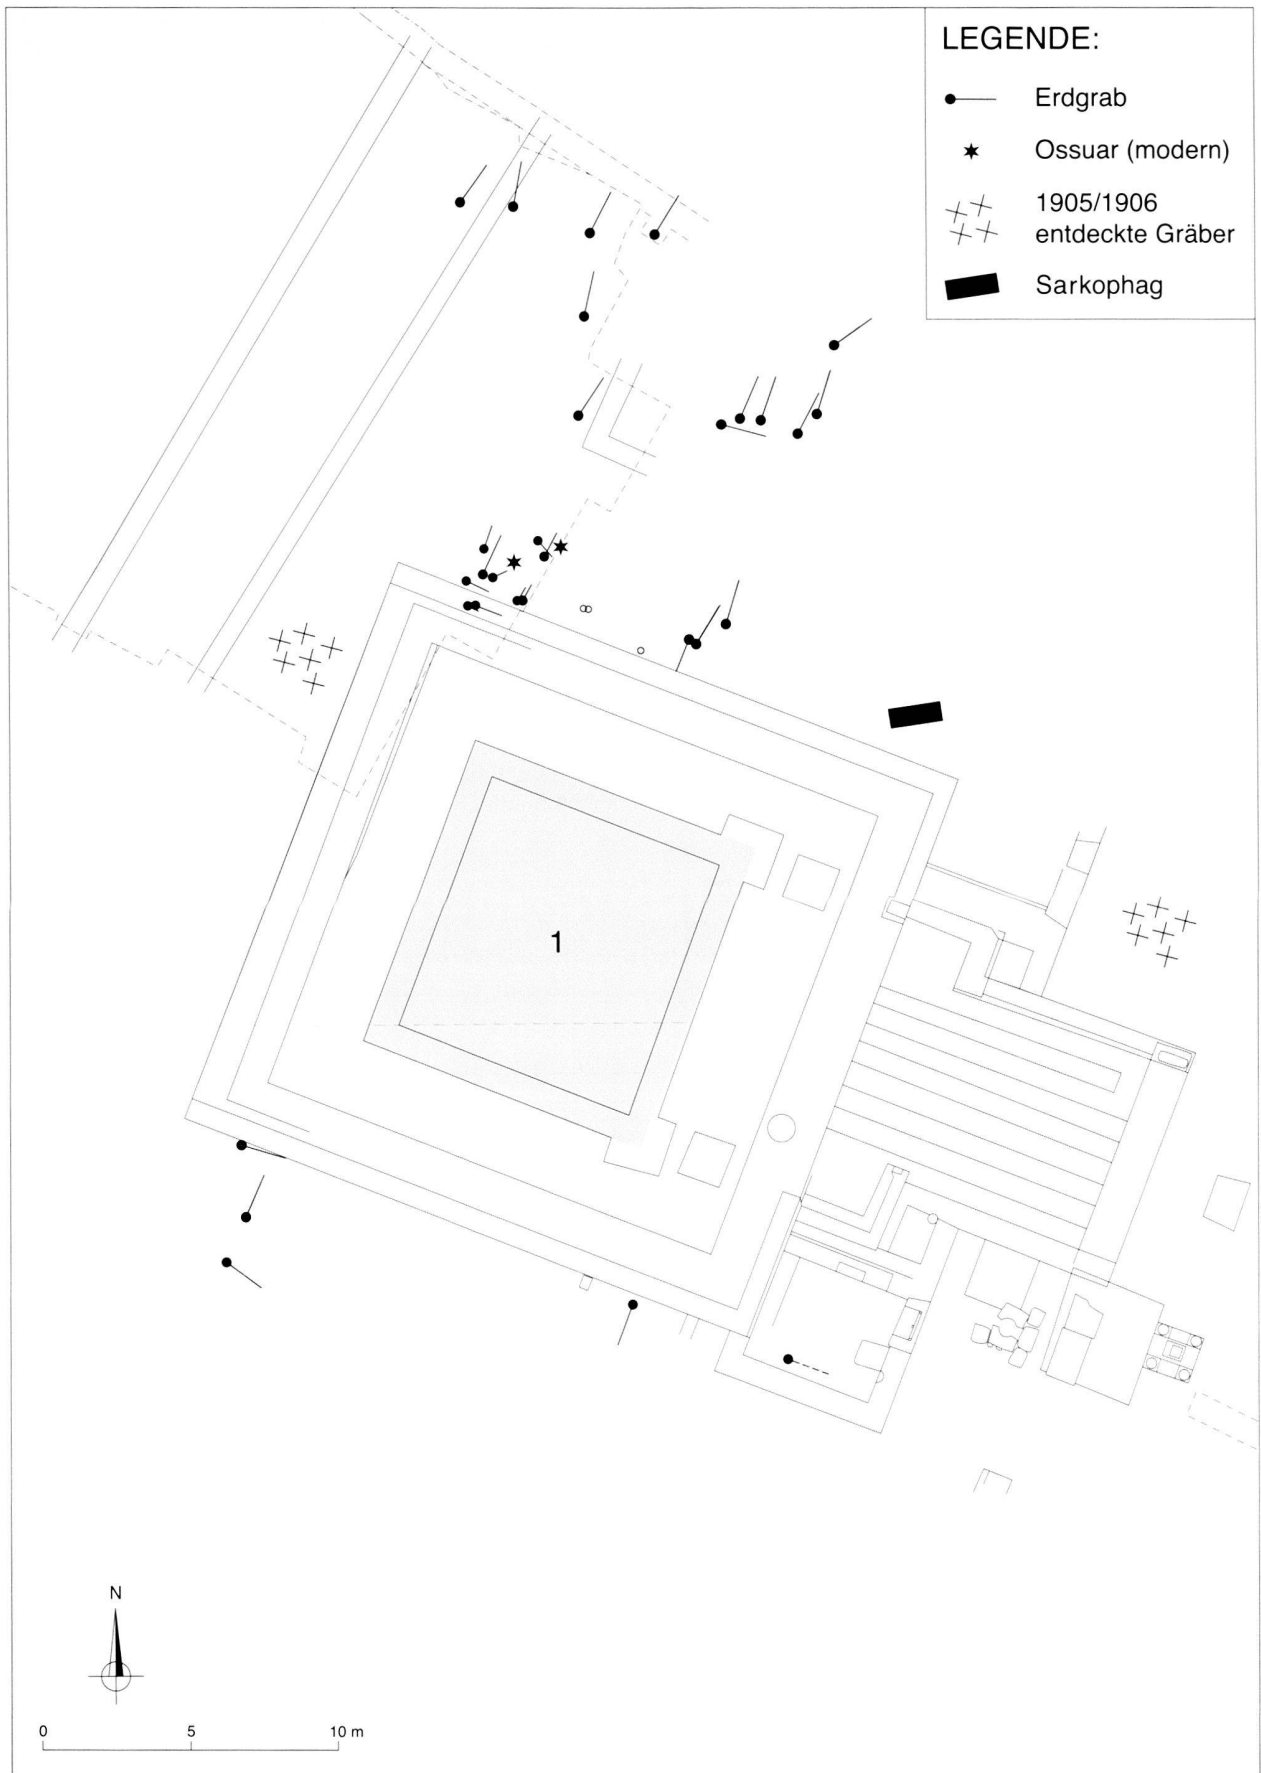 LEGENDE:
Erdgrab
Ossuar (modern)
1905/1906
entdeckte Gräber
Sarkophag
1
N
0 5 10 m